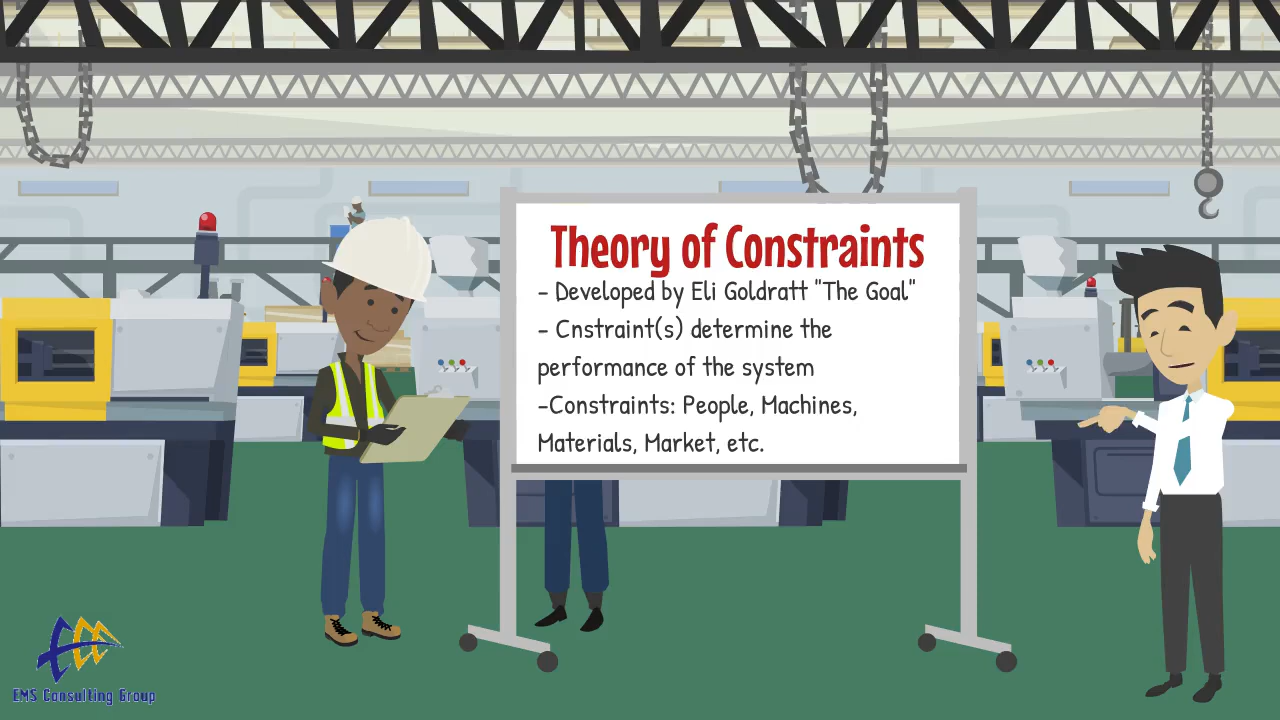 Theory of Constraints
- Developed by Eli Goldratt "The Goal"
- Cnstraint(s) determine the
performance of the system
-Constraints: People, Machines,
Materials, Market, etc.
EMS Consulting Group